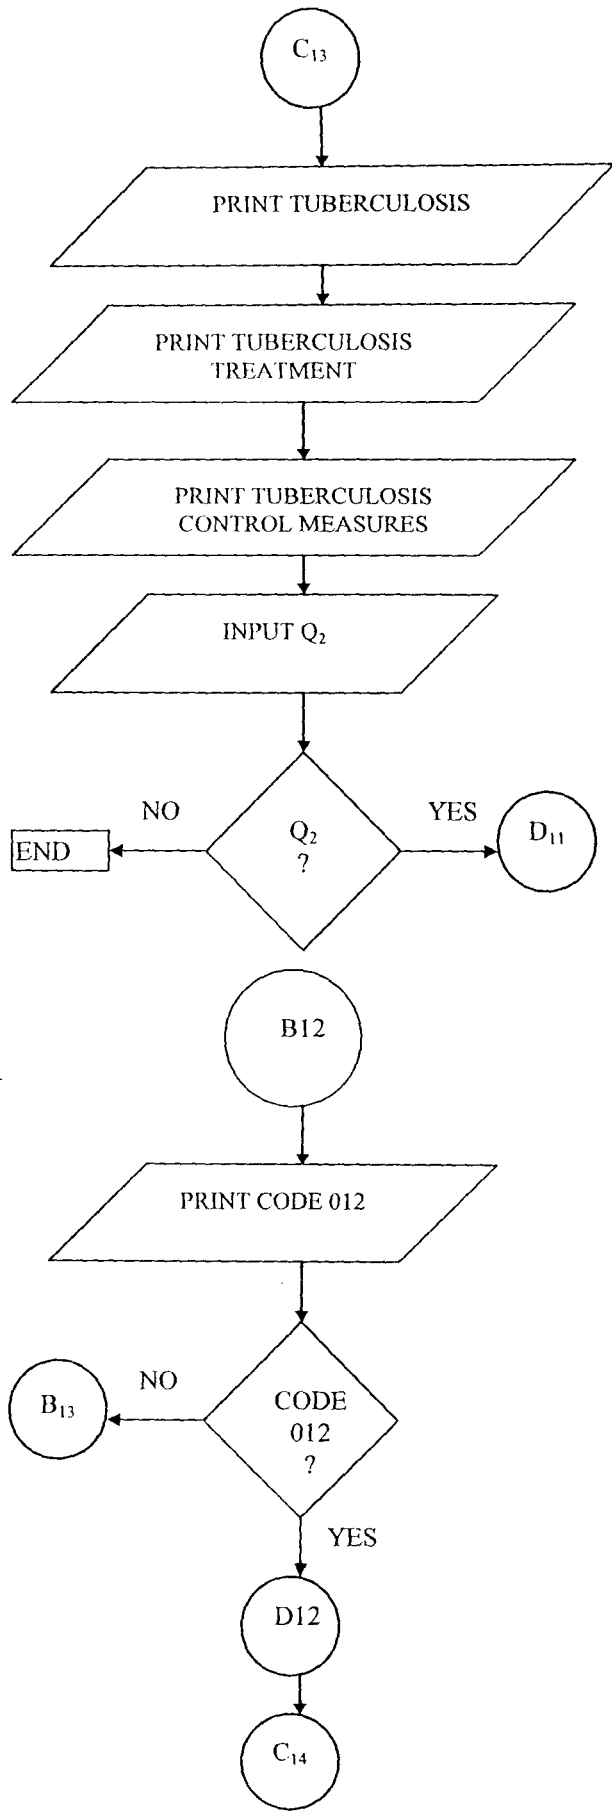 C₁₃
PRINT TUBERCULOSIS
PRINT TUBERCULOSIS
TREATMENT
PRINT TUBERCULOSIS
CONTROL MEASURES
INPUT Q₂
NO
YES
END
Q₂
?
D₁₁
B12
PRINT CODE 012
NO
B₁₃
CODE
012
?
YES
D12
C₁₄